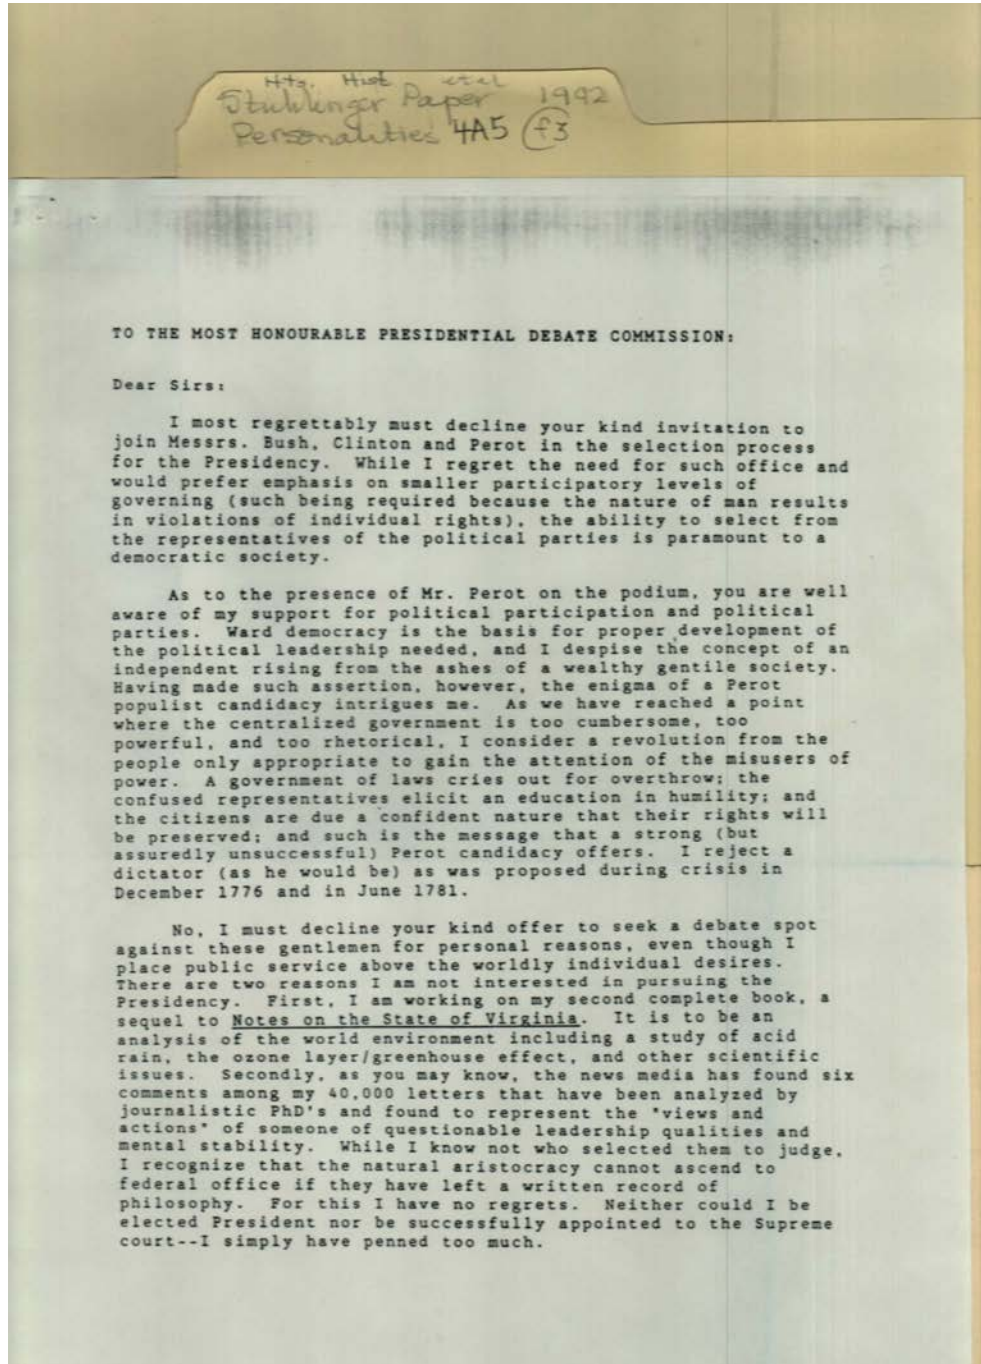 Hts. Hist et al
Stuhlinger Paper 1992
Personalities 4A5 f3
TO THE MOST HONOURABLE PRESIDENTIAL DEBATE COMMISSION:
Dear Sirs:
I most regrettably must decline your kind invitation to
join Messrs. Bush, Clinton and Perot in the selection process
for the Presidency. While I regret the need for such office and
would prefer emphasis on smaller participatory levels of
governing (such being required because the nature of man results
in violations of individual rights), the ability to select from
the representatives of the political parties is paramount to a
democratic society.
As to the presence of Mr. Perot on the podium, you are well
aware of my support for political participation and political
parties. Ward democracy is the basis for proper development of
the political leadership needed, and I despise the concept of an
independent rising from the ashes of a wealthy gentile society.
Having made such assertion, however, the enigma of a Perot
populist candidacy intrigues me. As we have reached a point
where the centralized government is too cumbersome, too
powerful, and too rhetorical, I consider a revolution from the
people only appropriate to gain the attention of the misusers of
power. A government of laws cries out for overthrow; the
confused representatives elicit an education in humility; and
the citizens are due a confident nature that their rights will
be preserved; and such is the message that a strong (but
assuredly unsuccessful) Perot candidacy offers. I reject a
dictator (as he would be) as was proposed during crisis in
December 1776 and in June 1781.
No, I must decline your kind offer to seek a debate spot
against these gentlemen for personal reasons, even though I
place public service above the worldly individual desires.
There are two reasons I am not interested in pursuing the
Presidency. First, I am working on my second complete book, a
sequel to Notes on the State of Virginia. It is to be an
analysis of the world environment including a study of acid
rain, the ozone layer/greenhouse effect, and other scientific
issues. Secondly, as you may know, the news media has found six
comments among my 40,000 letters that have been analyzed by
journalistic PhD's and found to represent the "views and
actions" of someone of questionable leadership qualities and
mental stability. While I know not who selected them to judge,
I recognize that the natural aristocracy cannot ascend to
federal office if they have left a written record of
philosophy. For this I have no regrets. Neither could I be
elected President nor be successfully appointed to the Supreme
court--I simply have penned too much.